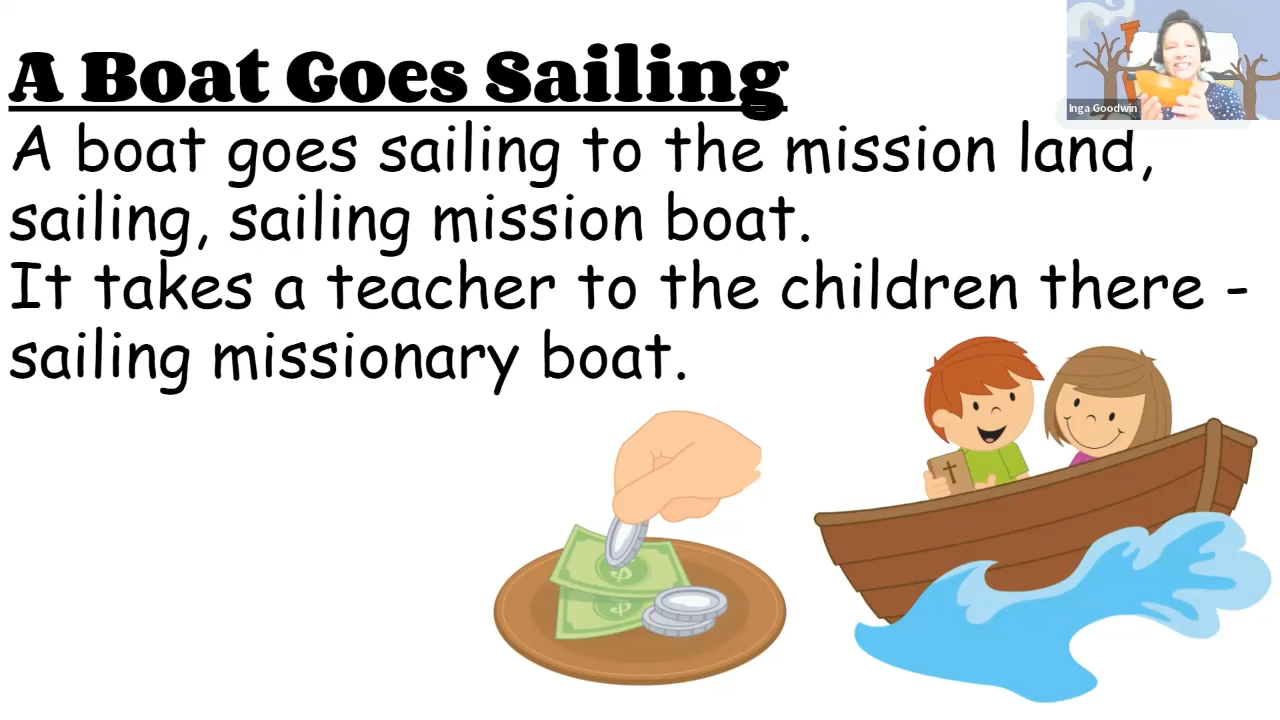 A Boat Goes Sailing
A boat goes sailing to the mission land,
sailing, sailing mission boat.
It takes a teacher to the children there -
sailing missionary boat.
Inga Goodwin